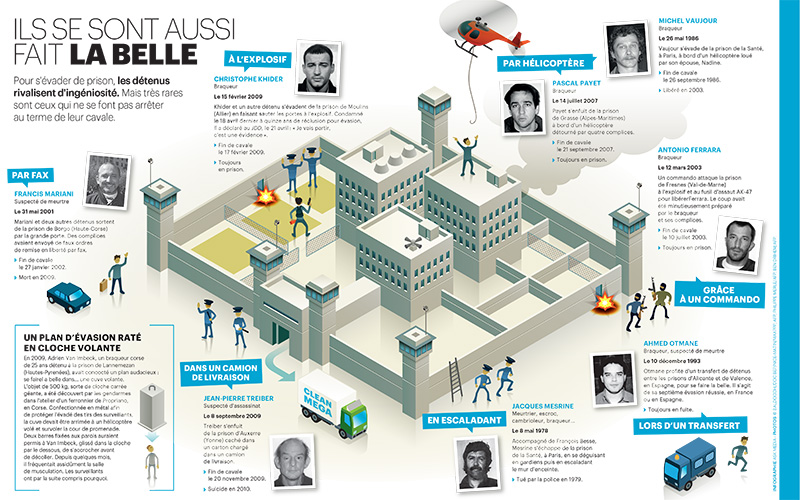 ILS SE SONT AUSSI
FAIT LA BELLE
Pour s'évader de prison, les détenus
rivalisent d'ingéniosité. Mais très rares
sont ceux qui ne se font pas arrêter
au terme de leur cavale.
À L'EXPLOSIF
CHRISTOPHE KHIDER
Braqueur
Le 15 février 2009
Khider et un autre détenu s'évadent de la prison de Moulins
(Allier) en faisant sauter les portes à l'explosif. Condamné
le 18 avril dernier à quinze ans de réclusion pour évasion,
il a déclaré au JDD, le 21 avril : « Je vais partir,
c'est une évidence ».
Fin de cavale
le 17 février 2009.
Toujours
en prison.
PAR HÉLICOPTÈRE
PASCAL PAYET
Braqueur
Le 14 juillet 2007
Payet s'enfuit de la prison
de Grasse (Alpes-Maritimes)
à bord d'un hélicoptère
détourné par quatre complices.
Fin de cavale
le 21 septembre 2007.
Toujours en prison.
MICHEL VAUJOUR
Braqueur
Le 26 mai 1986
Vaujour s'évade de la prison de la Santé,
à Paris, à bord d'un hélicoptère loué
par son épouse, Nadine.
Fin de cavale
le 26 septembre 1986.
Libéré en 2003.
ANTONIO FERRARA
Braqueur
Le 12 mars 2003
Un commando attaque la prison
de Fresnes (Val-de-Marne)
à l'explosif et au fusil d'assaut AK-47
pour libérer Ferrara. Le coup avait
été minutieusement préparé
par le braqueur
et ses complices.
Fin de cavale
le 10 juillet 2003.
Toujours en prison.
GRÂCE
À UN COMMANDO
PAR FAX
FRANCIS MARIANI
Suspecté de meurtre
Le 31 mai 2001
Mariani et deux autres détenus sortent
de la prison de Borgo (Haute-Corse)
par la grande porte. Des complices
avaient envoyé de faux ordres
de remise en liberté par fax.
Fin de cavale
le 27 janvier 2002.
Mort en 2009.
UN PLAN D'ÉVASION RATÉ
EN CLOCHE VOLANTE
En 2009, Adrien Van Imbeck, un braqueur corse
de 25 ans détenu à la prison de Lannemezan
(Hautes-Pyrénées), avait concocté un plan audacieux :
se faire la belle dans... une cuve volante.
L'objet de 300 kg, sorte de cloche carrée
géante, a été découvert par les gendarmes
dans l'atelier d'un ferronnier de Propriano,
en Corse. Confectionnée en métal afin
de protéger l'évadé des tirs des surveillants,
la cuve devait être arrimée à un hélicoptère
volé et survoler la cour de promenade.
Deux barres fixées aux parois auraient
permis à Van Imbeck, glissé dans la cloche
par le dessous, de s'accrocher avant
de décoller. Depuis quelques mois,
il fréquentait assidûment la salle
de musculation. Les surveillants
ont par la suite compris pourquoi.
DANS UN CAMION
DE LIVRAISON
JEAN-PIERRE TREIBER
Suspecté d'assassinat
Le 8 septembre 2009
Treiber s'enfuit
de la prison d'Auxerre
(Yonne) caché dans
un carton chargé
dans un camion
de livraison.
Fin de cavale
le 20 novembre 2009.
Suicide en 2010.
CLEAN
MEGA
EN ESCALADANT
JACQUES MESRINE
Meurtrier, escroc,
cambrioleur, braqueur...
Le 8 mai 1978
Accompagné de François Besse,
Mesrine s'échappe de la prison
de la Santé, à Paris, en se déguisant
en gardiens puis en escaladant
le mur d'enceinte.
Tué par la police en 1979.
AHMED OTMANE
Braqueur, suspecté de meurtre
Le 10 décembre 1993
Otmane profite d'un transfert de détenus
entre les prisons d'Alicante et de Valence,
en Espagne, pour se faire la belle. Il s'agit
de sa septième évasion réussie, en France
ou en Espagne.
Toujours en fuite.
LORS D'UN TRANSFERT